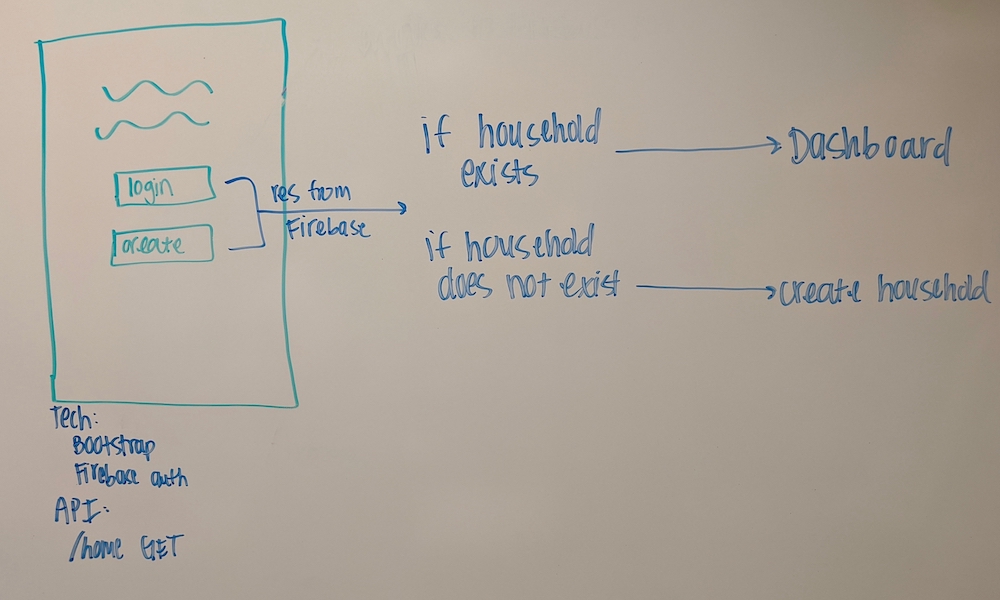 login
create
res from
Firebase
if household
exists
Dashboard
if household
does not exist
create household
Tech:
Bootstrap
Firebase auth
API:
/home GET